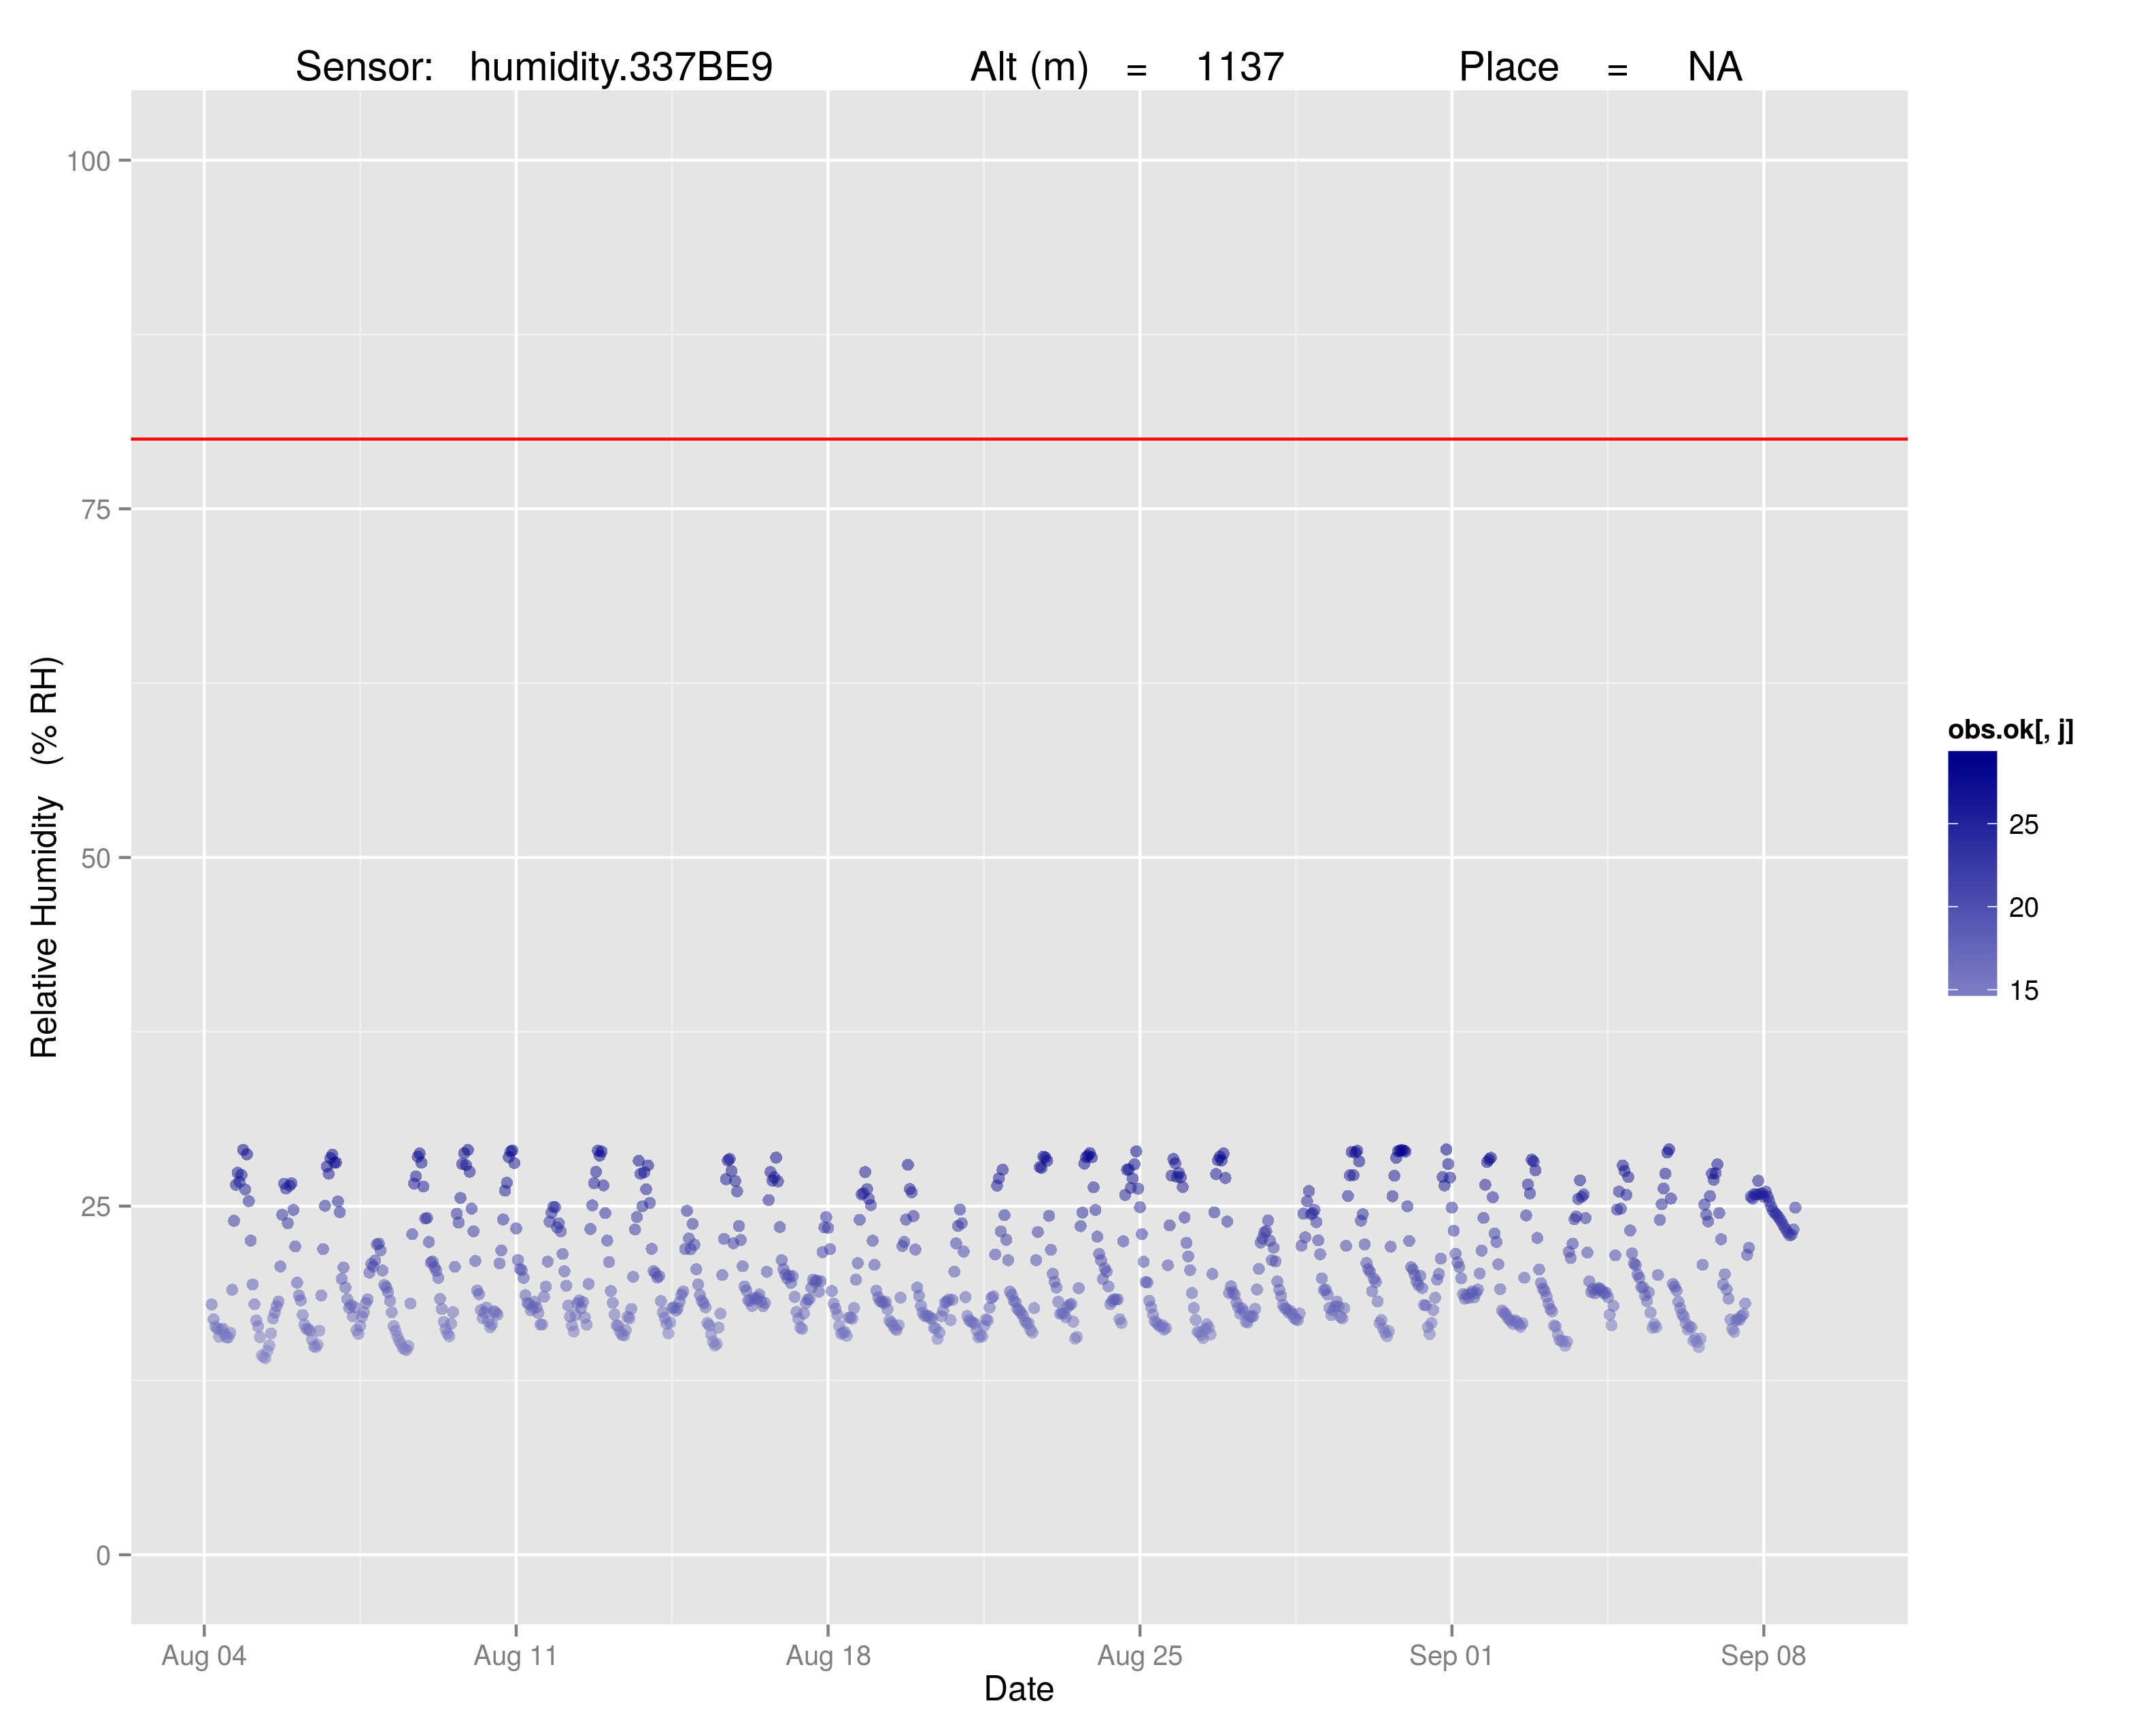 Sensor: humidity.337BE9 Alt (m) = 1137 Place = NA
100
75
50
25
0
Relative Humidity (% RH)
Aug 04 Aug 11 Aug 18 Aug 25 Sep 01 Sep 08
Date
obs.ok[, j]
25
20
15